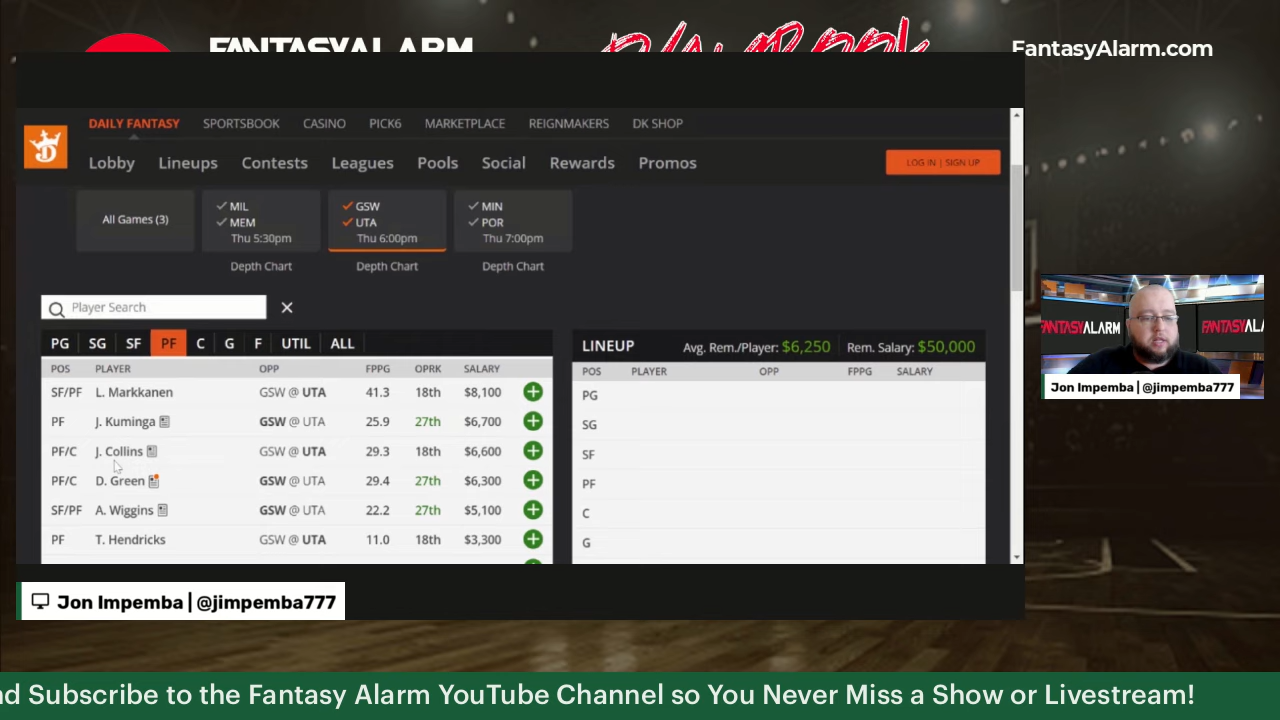 FANTASYALARM
PLAYBOOK
FantasyAlarm.com
DAILY FANTASY SPORTSBOOK CASINO PICK6 MARKETPLACE REIGNMAKERS DK SHOP
Lobby Lineups Contests Leagues Pools Social Rewards Promos LOG IN | SIGN UP
All Games (3)
MIL
MEM
Thu 5:30pm
GSW
UTA
Thu 6:00pm
MIN
POR
Thu 7:00pm
Depth Chart Depth Chart Depth Chart
Player Search
PG SG SF PF C G F UTIL ALL
POS PLAYER OPP FPPG OPRK SALARY
SF/PF L. Markkanen GSW @ UTA 41.3 18th $8,100
PF J. Kuminga GSW @ UTA 25.9 27th $6,700
PF/C J. Collins GSW @ UTA 29.3 18th $6,600
PF/C D. Green GSW @ UTA 29.4 27th $6,300
SF/PF A. Wiggins GSW @ UTA 22.2 27th $5,100
PF T. Hendricks GSW @ UTA 11.0 18th $3,300
LINEUP Avg. Rem./Player: $6,250 Rem. Salary: $50,000
POS PLAYER OPP FPPG SALARY
PG
SG
SF
PF
C
G
FANTASYALARM FANTASYALA
Jon Impemba | @jimpemba777
Jon Impemba | @jimpemba777
nd Subscribe to the Fantasy Alarm YouTube Channel so You Never Miss a Show or Livestream!